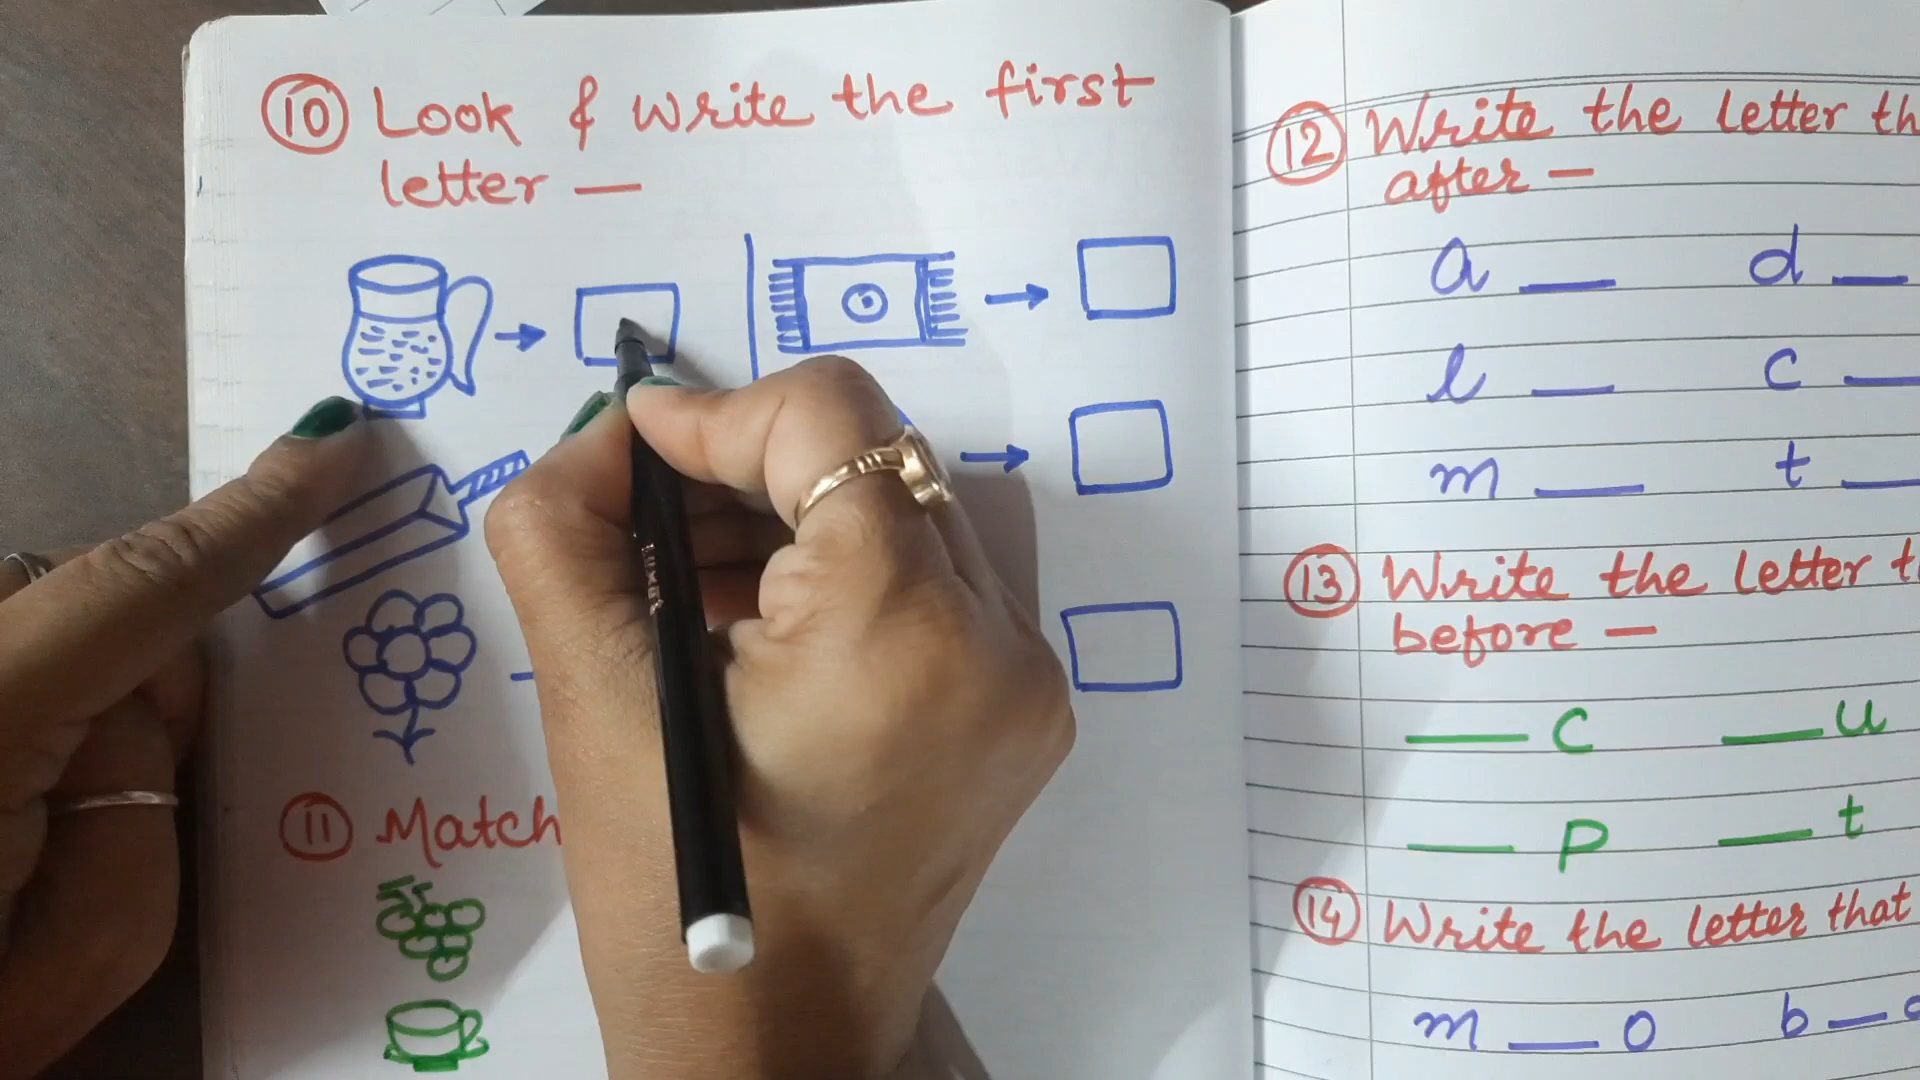 10 Look & write the first
letter —
11 Match
12 Write the letter th
after —
a __ d __
l __ c __
m __ t __
13 Write the letter t
before —
__ c __ u
__ p __ t
14 Write the letter that
m __ o b __
LUXOR